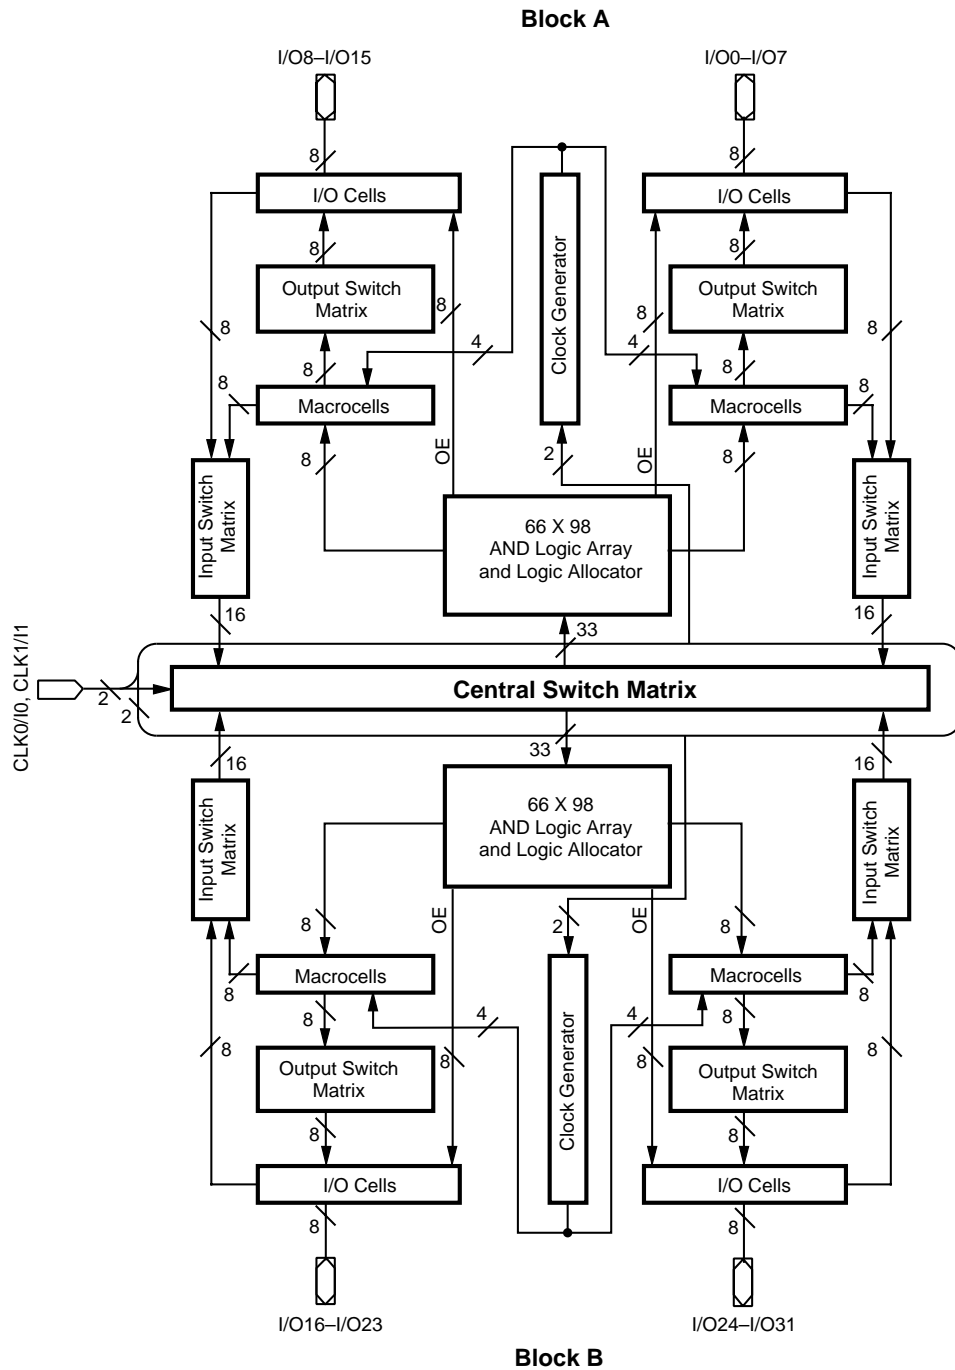 Block A
I/O8–I/O15
I/O0–I/O7
8
8
I/O Cells
I/O Cells
8
8
Output Switch
Matrix
Clock Generator
Output Switch
Matrix
8
8
8
8
4
4
8
8
8
8
Macrocells
Macrocells
OE
OE
8
2
8
Input Switch
Matrix
66 X 98
AND Logic Array
and Logic Allocator
Input Switch
Matrix
16
33
16
CLK0/I0, CLK1/I1
2
2
Central Switch Matrix
33
16
16
Input Switch
Matrix
66 X 98
AND Logic Array
and Logic Allocator
Input Switch
Matrix
8
OE
2
OE
8
Macrocells
Macrocells
8
8
8
8
4
4
8
8
8
8
Output Switch
Matrix
Clock Generator
Output Switch
Matrix
8
8
I/O Cells
I/O Cells
8
8
I/O16–I/O23
I/O24–I/O31
Block B